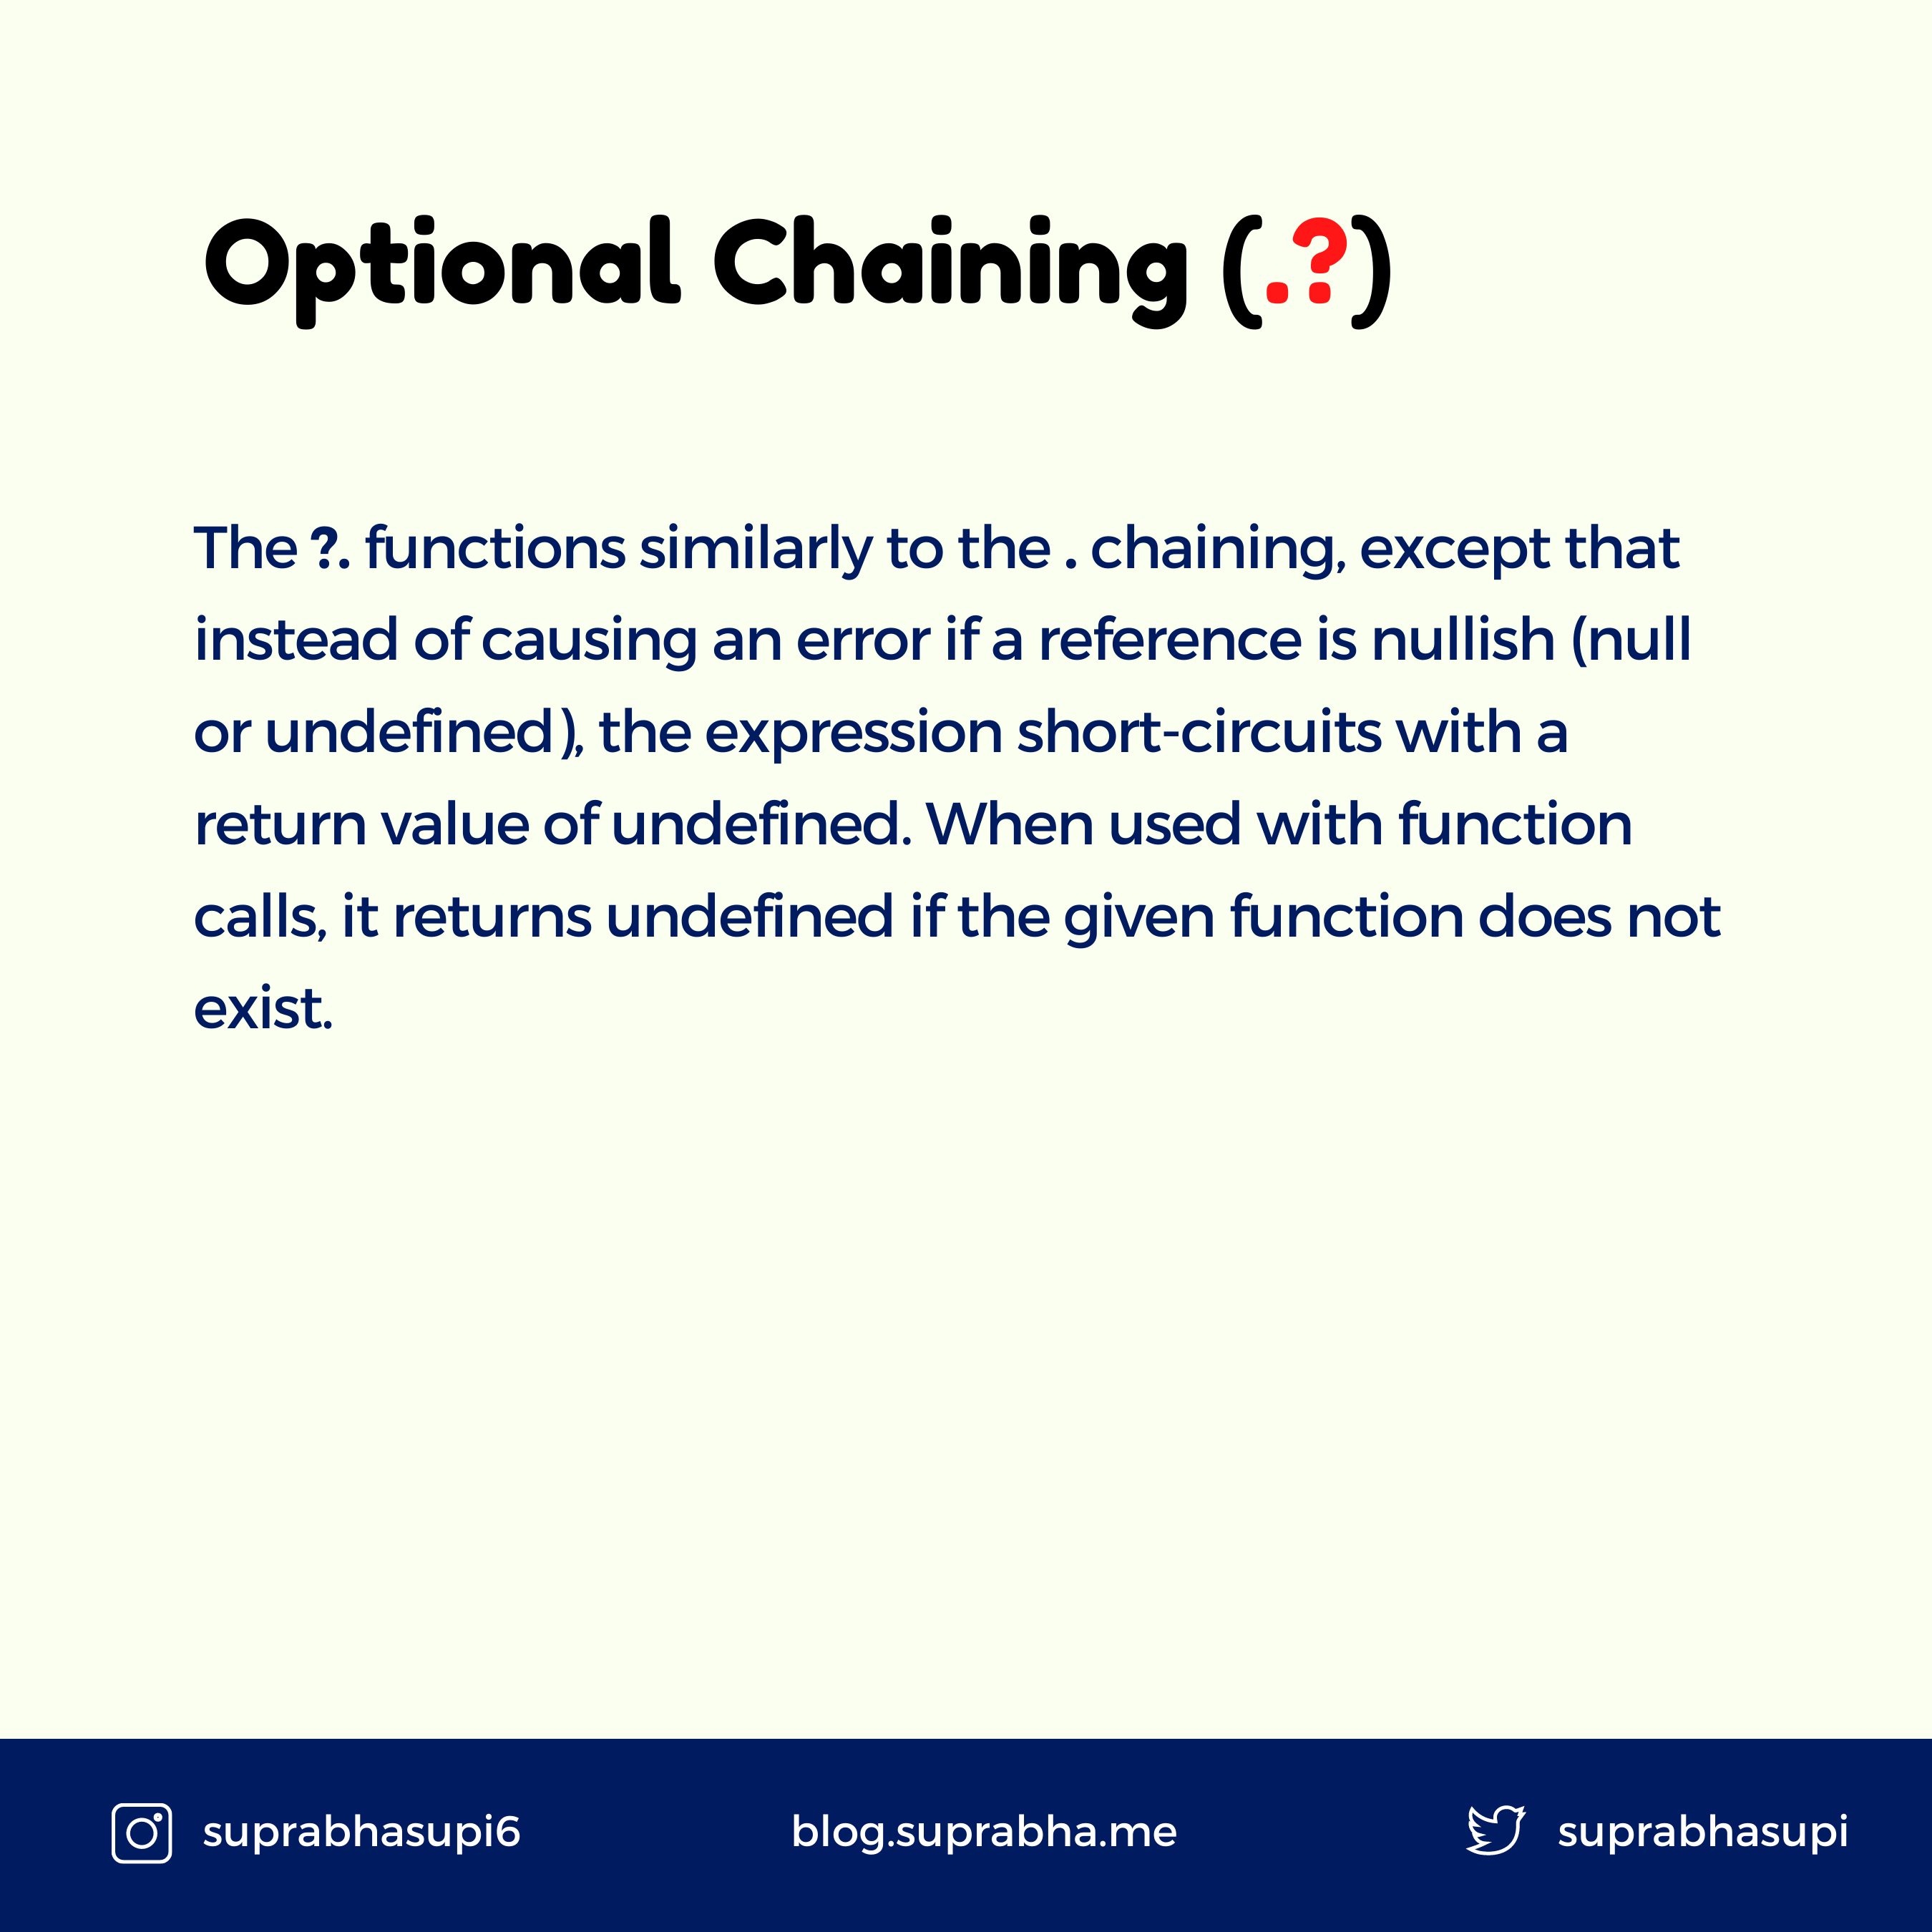 Optional Chaining (.?)
The ?. functions similarly to the . chaining, except that
instead of causing an error if a reference is nullish (null
or undefined), the expression short-circuits with a
return value of undefined. When used with function
calls, it returns undefined if the given function does not
exist.
suprabhasupi6
blog.suprabha.me
suprabhasupi